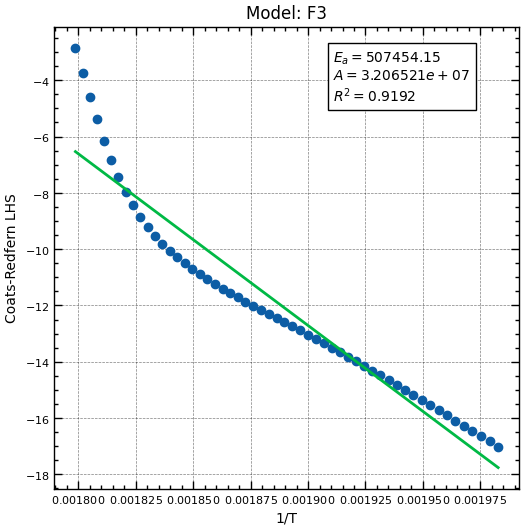 Model: F3
E_a = 507454.15
A = 3.206521e + 07
R^2 = 0.9192
Coats-Redfern LHS
−4
−6
−8
−10
−12
−14
−16
−18
0.001800 0.001825 0.001850 0.001875 0.001900 0.001925 0.001950 0.001975
1/T